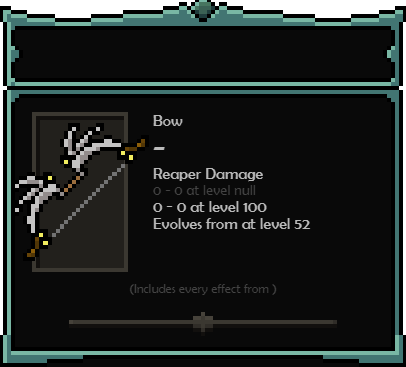 Bow
–
Reaper Damage
0 - 0 at level null
0 - 0 at level 100
Evolves from at level 52
(Includes every effect from )